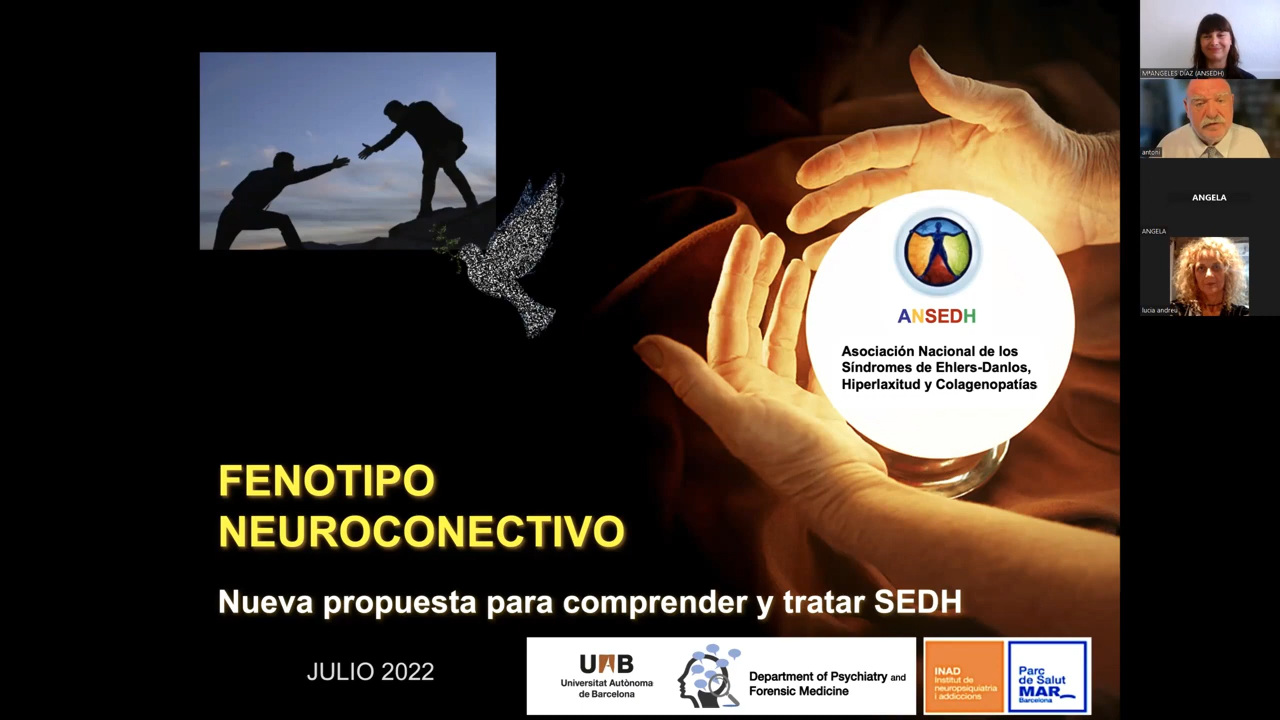 ANSEDH
Asociación Nacional de los
Síndromes de Ehlers-Danlos,
Hiperlaxitud y Colagenopatías
FENOTIPO
NEUROCONECTIVO
Nueva propuesta para comprender y tratar SEDH
JULIO 2022
UAB
Universitat Autònoma
de Barcelona
Department of Psychiatry and
Forensic Medicine
INAD
Institut de
neuropsiquiatria
i addiccions
Parc
de Salut
MAR
Barcelona
MªANGELES DÍAZ (ANSEDH)
antoni
ANGELA
ANGELA
lucia andreu